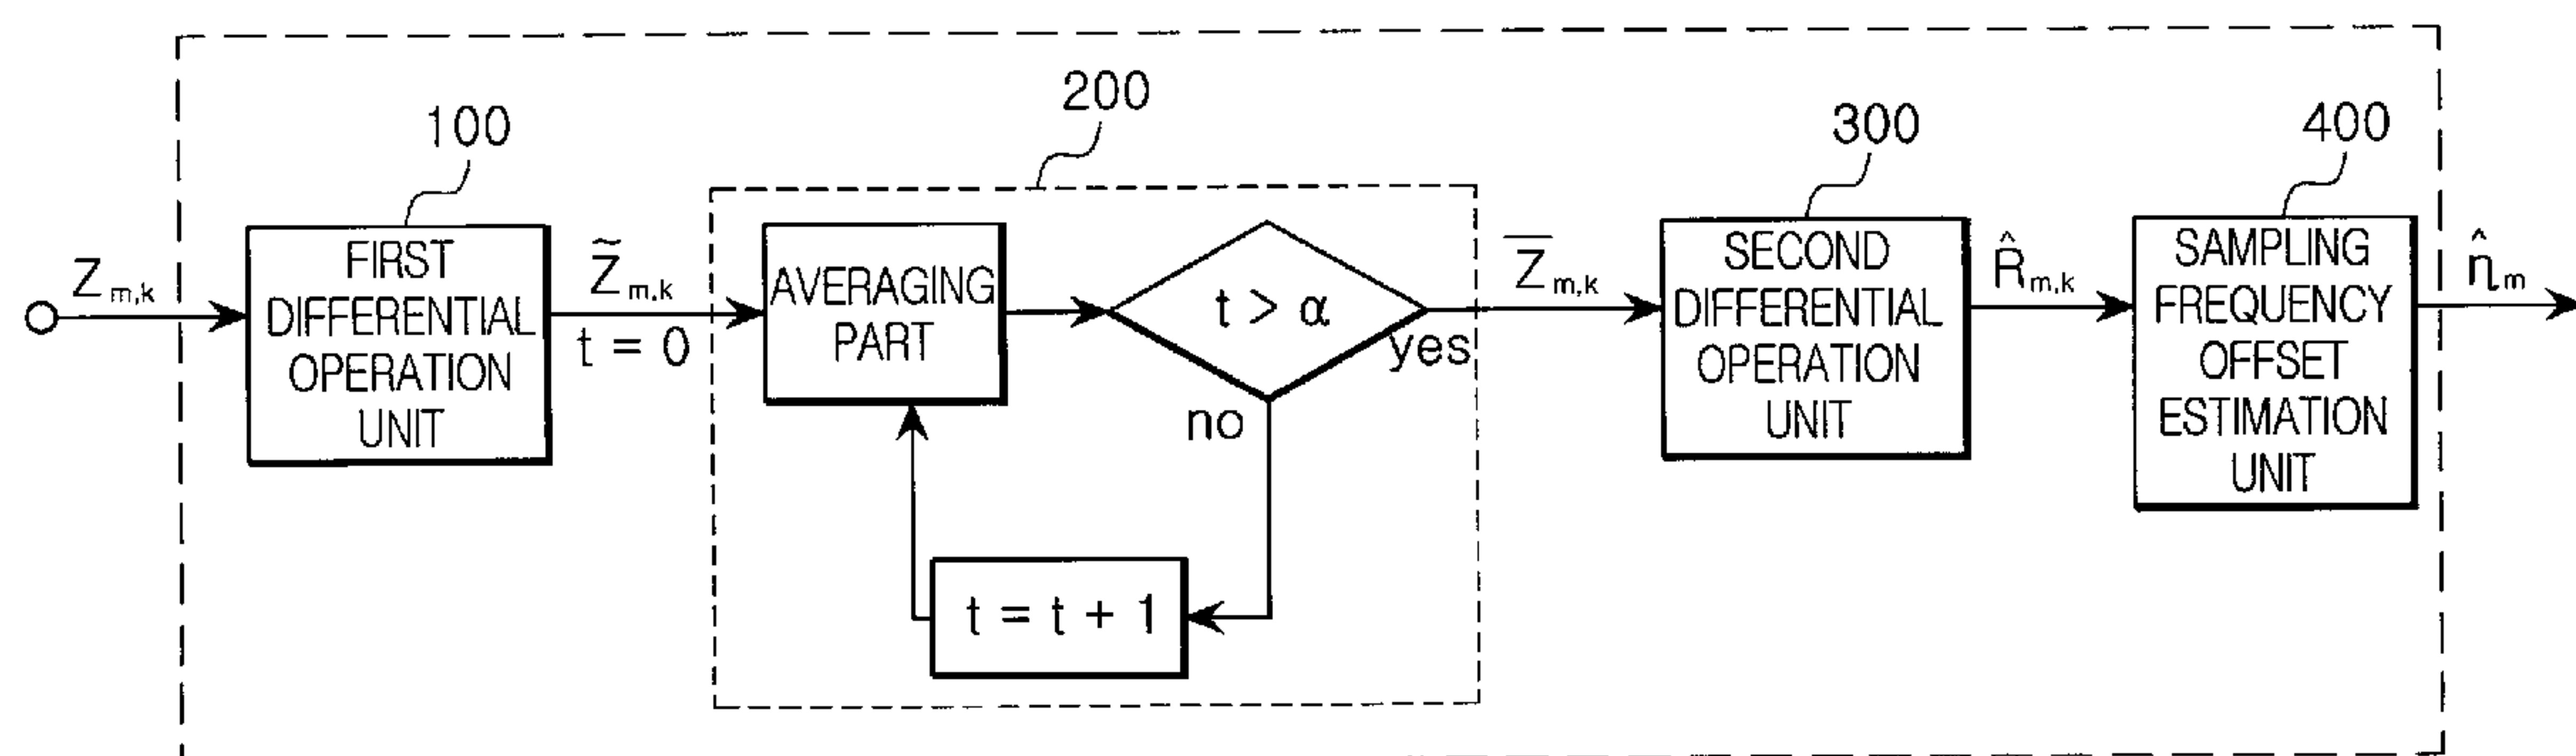 100
200
300
400
Z m,k
FIRST
DIFFERENTIAL
OPERATION
UNIT
Z̃ m,k
t = 0
AVERAGING
PART
t > α
yes
no
t = t + 1
Z̅ m,k
SECOND
DIFFERENTIAL
OPERATION
UNIT
R̂ m,k
SAMPLING
FREQUENCY
OFFSET
ESTIMATION
UNIT
η̂ m